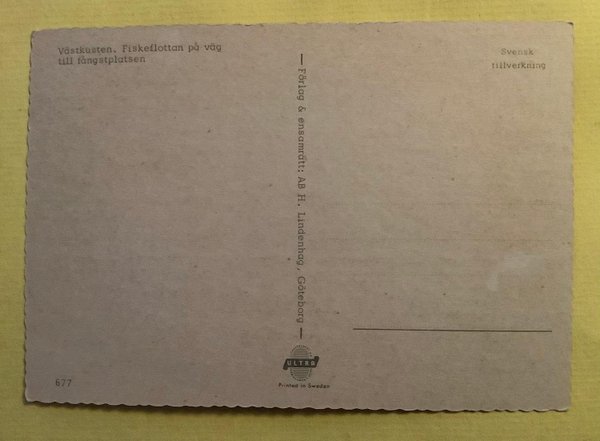 Västkusten. Fiskeflottan på väg
till fångstplatsen
Svensk
tillverkning
Förlag & ensamrätt: AB H. Lindenhag, Göteborg
677
ULTRA
Printed in Sweden